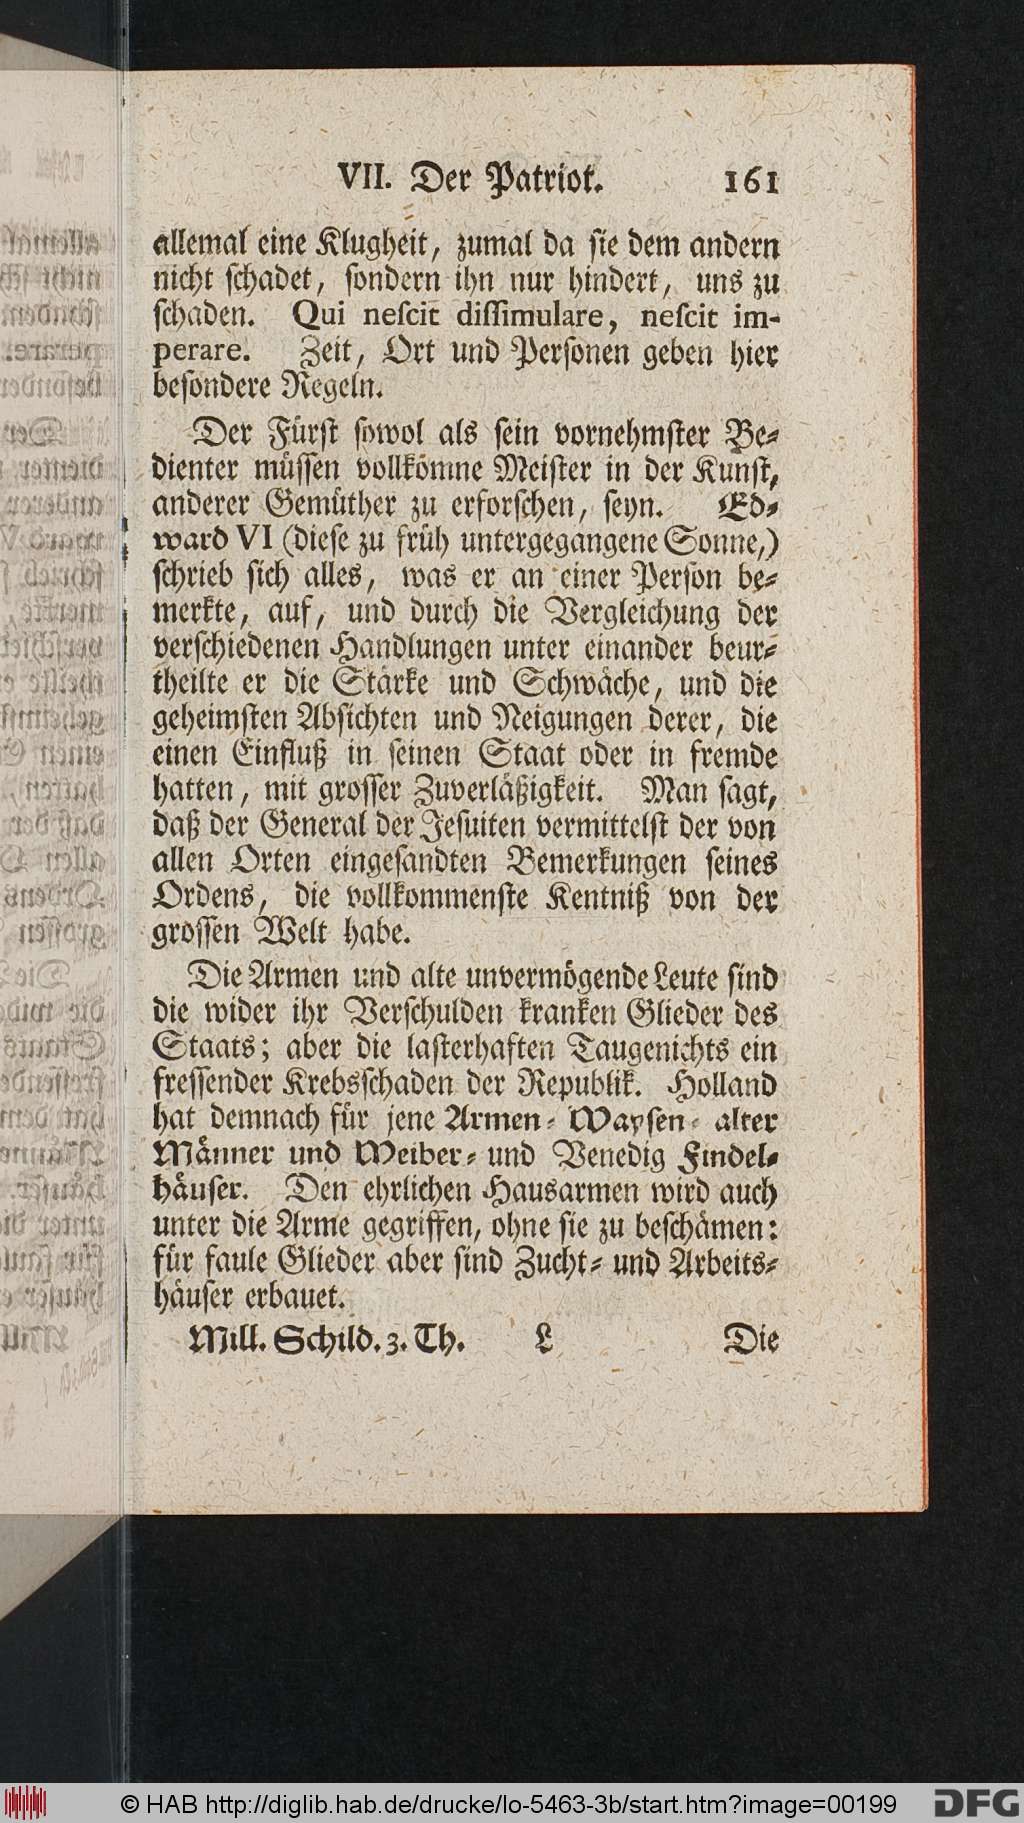 VII. Der Patriot. 161
allemal eine Klugheit, zumal da sie dem andern
nicht schadet, sondern ihn nur hindert, uns zu
schaden. Qui neſcit diſſimulare, neſcit im-
perare. Zeit, Ort und Personen geben hier
besondere Regeln.
Der Fürst sowol als sein vornehmster Be-
dienter müssen vollkomne Meister in der Kunst,
anderer Gemüther zu erforschen, seyn. Ed-
ward VI (diese zu früh untergegangene Sonne,)
schrieb sich alles, was er an einer Person be-
merkte, auf, und durch die Vergleichung der
verschiedenen Handlungen unter einander beur-
theilte er die Stärke und Schwäche, und die
geheimsten Absichten und Neigungen derer, die
einen Einfluß in seinen Staat oder in fremde
hatten, mit grosser Zuverläßigkeit. Man sagt,
daß der General der Jesuiten vermittelst der von
allen Orten eingesandten Bemerkungen seines
Ordens, die vollkommenste Kentniß von der
grossen Welt habe.
Die Armen und alte unvermögende Leute sind
die wider ihr Verschulden kranken Glieder des
Staats; aber die lasterhaften Taugenichts ein
fressender Krebsschaden der Republik. Holland
hat demnach für jene Armen- Waysen- alter
Männer und Weiber- und Venedig Findel-
häuser. Den ehrlichen Hausarmen wird auch
unter die Arme gegriffen, ohne sie zu beschämen:
für faule Glieder aber sind Zucht- und Arbeits-
häuser erbauet.
Mill. Schild. 3. Th. L Die
© HAB http://diglib.hab.de/drucke/lo-5463-3b/start.htm?image=00199
DFG